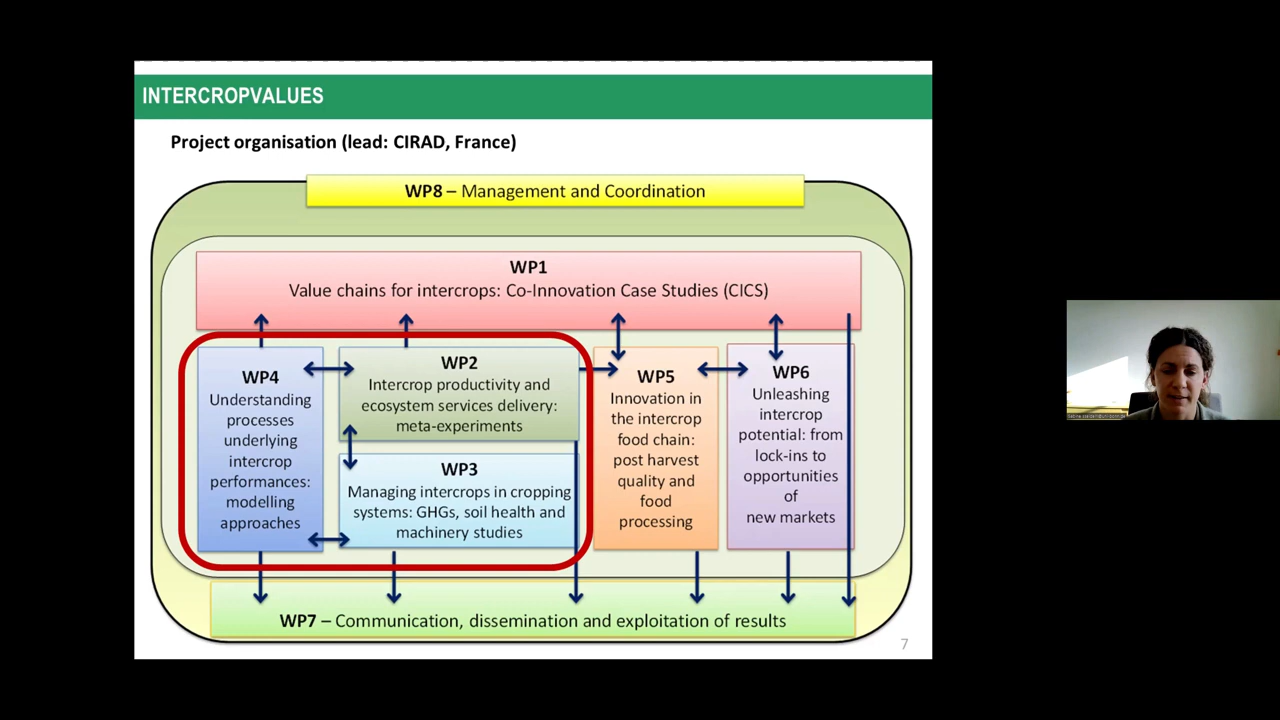 INTERCROPVALUES
Project organisation (lead: CIRAD, France)
WP8 – Management and Coordination
WP1
Value chains for intercrops: Co-Innovation Case Studies (CICS)
WP4
Understanding
processes
underlying
intercrop
performances:
modelling
approaches
WP2
Intercrop productivity and
ecosystem services delivery:
meta-experiments
WP3
Managing intercrops in cropping
systems: GHGs, soil health and
machinery studies
WP5
Innovation in
the intercrop
food chain:
post harvest
quality and
food
processing
WP6
Unleashing
intercrop
potential: from
lock-ins to
opportunities
of
new markets
WP7 – Communication, dissemination and exploitation of results
7